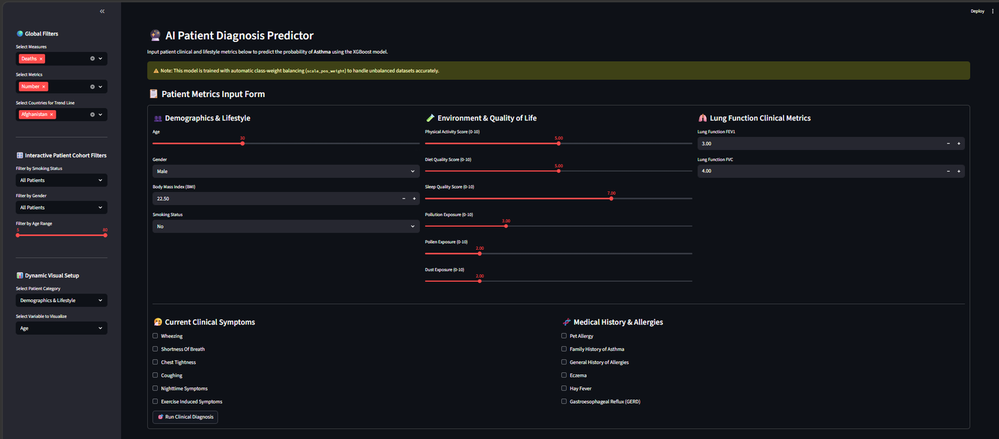 Deploy
Global Filters
Select Measures
Deaths ×
Select Metrics
Number ×
Select Countries for Trend Line
Afghanistan ×
Interactive Patient Cohort Filters
Filter by Smoking Status
All Patients
Filter by Gender
All Patients
Filter by Age Range
5 80
Dynamic Visual Setup
Select Patient Category
Demographics & Lifestyle
Select Variable to Visualize
Age
AI Patient Diagnosis Predictor
Input patient clinical and lifestyle metrics below to predict the probability of Asthma using the XGBoost model.
Note: This model is trained with automatic class-weight balancing (scale_pos_weight) to handle unbalanced datasets accurately.
Patient Metrics Input Form
Demographics & Lifestyle
Age
30
Gender
Male
Body Mass Index (BMI)
22.50
Smoking Status
No
Environment & Quality of Life
Physical Activity Score (0-10)
5.00
Diet Quality Score (0-10)
5.00
Sleep Quality Score (0-10)
7.00
Pollution Exposure (0-10)
3.00
Pollen Exposure (0-10)
2.00
Dust Exposure (0-10)
2.00
Lung Function Clinical Metrics
Lung Function FEV1
3.00
Lung Function FVC
4.00
Current Clinical Symptoms
Wheezing
Shortness Of Breath
Chest Tightness
Coughing
Nighttime Symptoms
Exercise Induced Symptoms
Run Clinical Diagnosis
Medical History & Allergies
Pet Allergy
Family History of Asthma
General History of Allergies
Eczema
Hay Fever
Gastroesophageal Reflux (GERD)